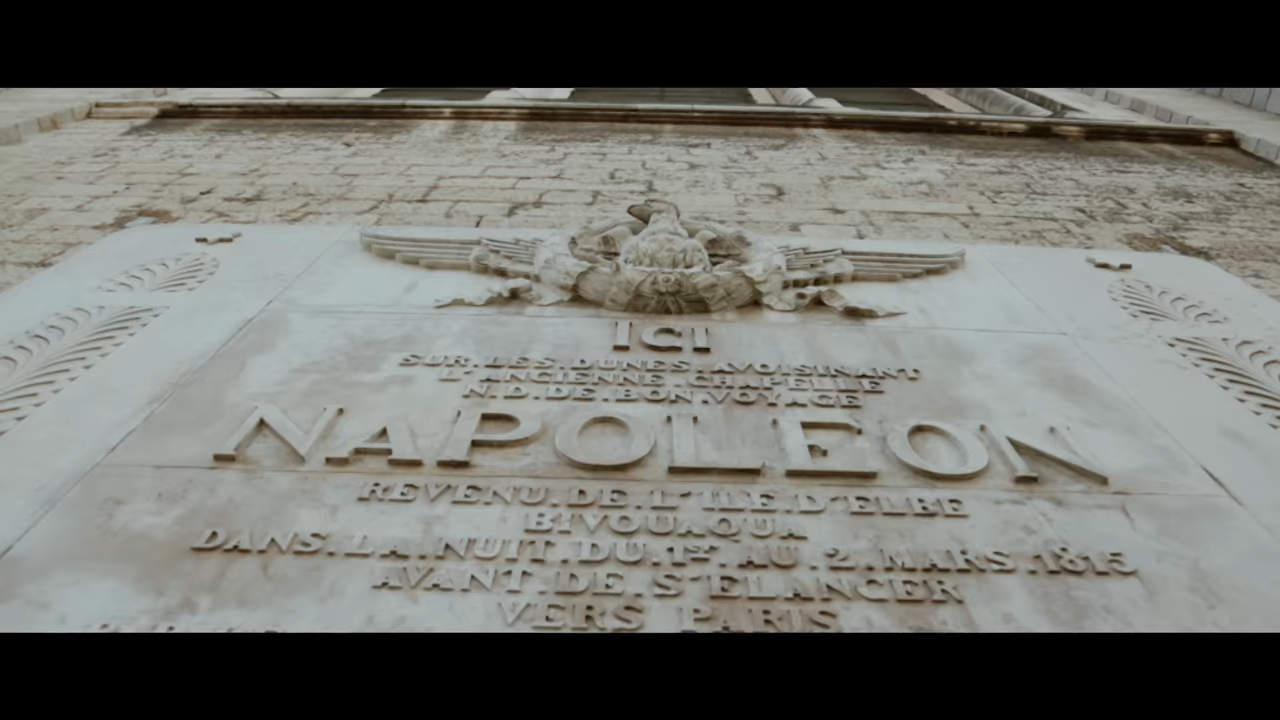 ICI
SUR.LES.DUNES.AVOISINANT
L'ANCIENNE.CHAPELLE
N.D.DE.BON.VOYAGE
NAPOLEON
REVENU.DE.L'ILE.D'ELBE
BIVOUAQUA
DANS.LA.NUIT.DU.1ER.AU.2.MARS.1815
AVANT.DE.S'ELANCER
VERS PARIS